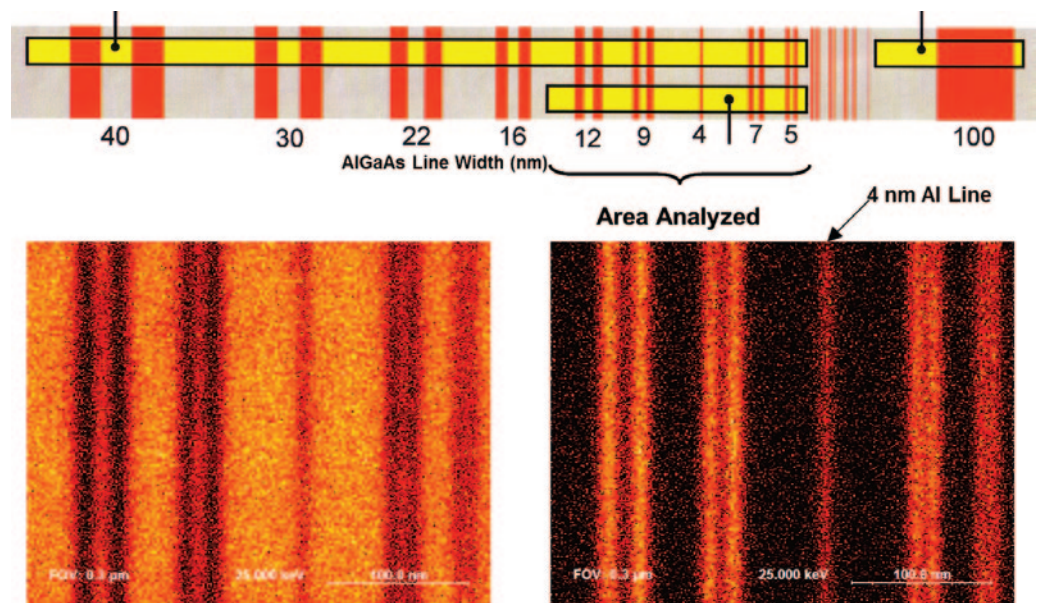 40 30 22 16 12 9 4 7 5 100
AlGaAs Line Width (nm)
Area Analyzed
4 nm Al Line
FOV: 0.3 µm 25.000 keV 100.0 nm
FOV: 0.3 µm 25.000 keV 100.0 nm